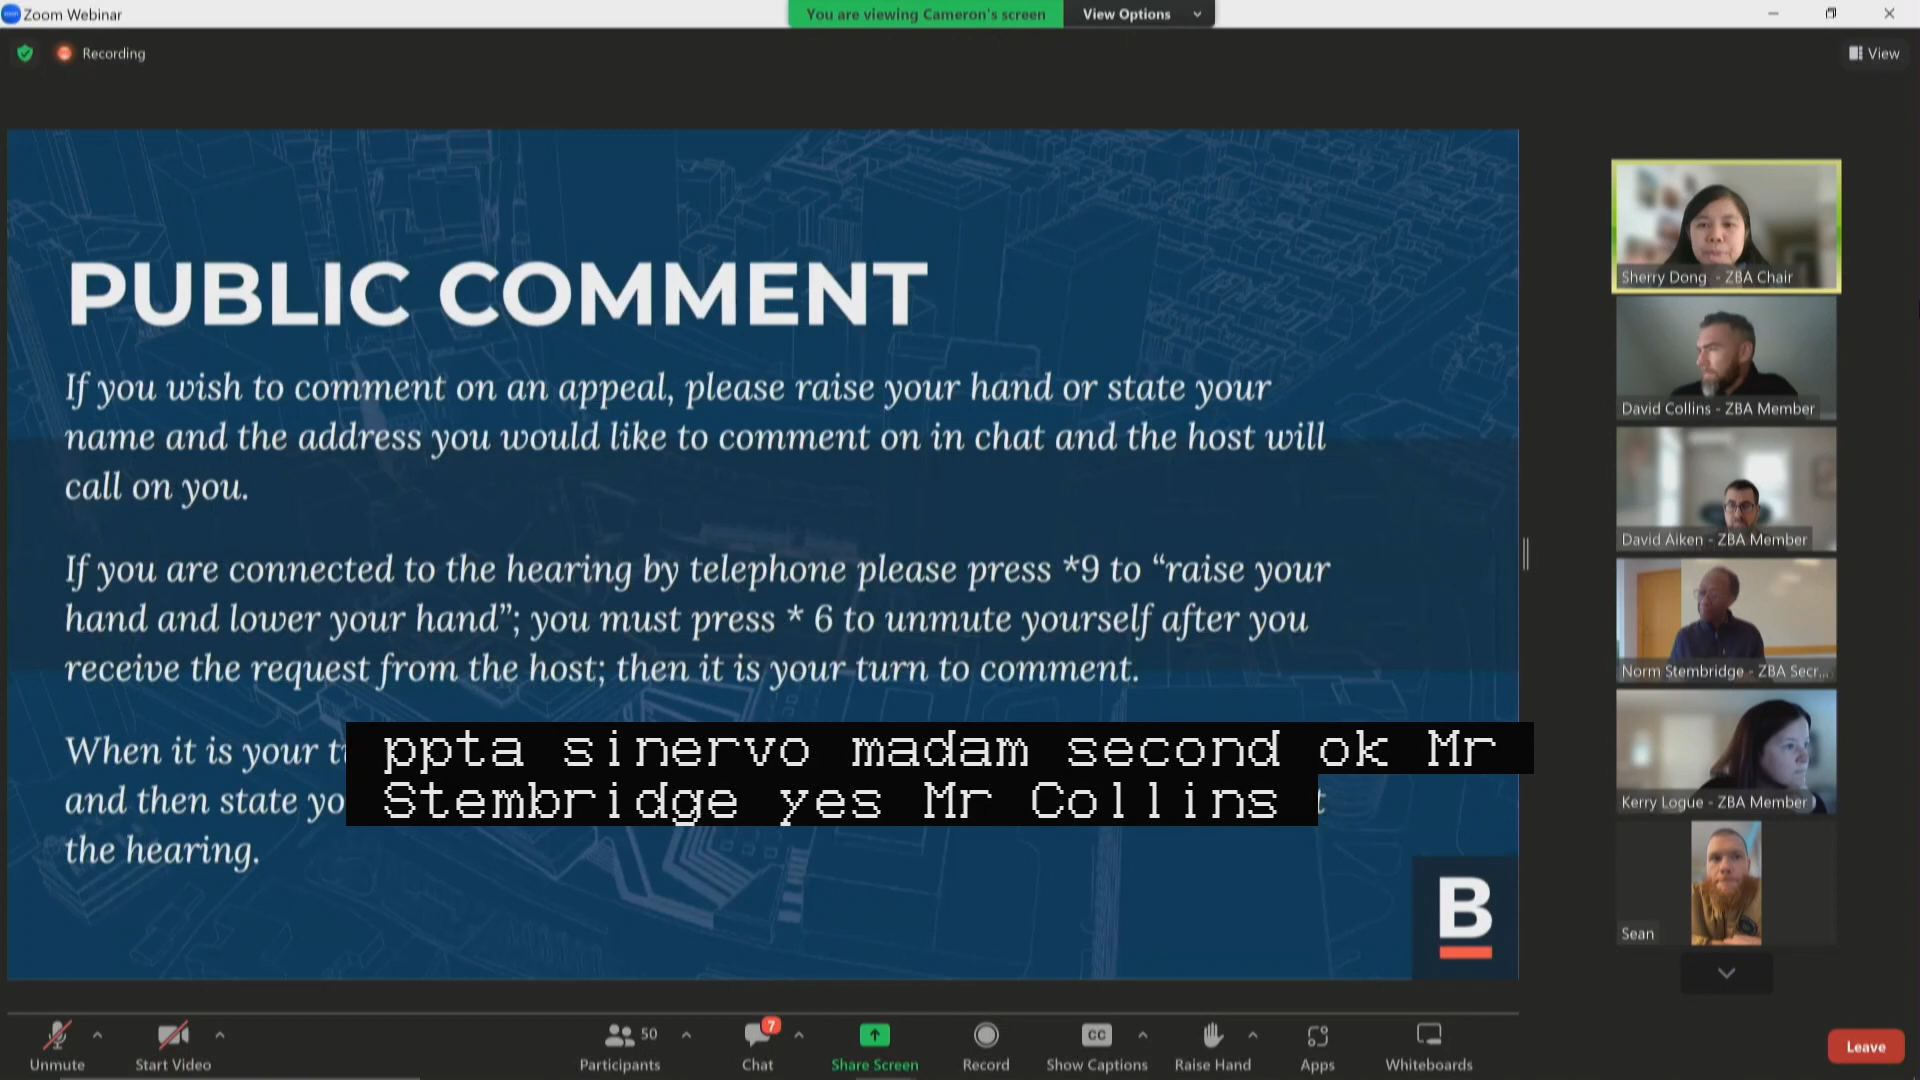 Zoom Webinar
You are viewing Cameron's screen
View Options
Recording
View
PUBLIC COMMENT
If you wish to comment on an appeal, please raise your hand or state your
name and the address you would like to comment on in chat and the host will
call on you.
If you are connected to the hearing by telephone please press *9 to “raise your
hand and lower your hand”; you must press * 6 to unmute yourself after you
receive the request from the host; then it is your turn to comment.
When it is your
and then state
the hearing.
ppta sinervo madam second ok Mr
Stembridge yes Mr Collins
B
Sherry Dong - ZBA Chair
David Collins - ZBA Member
David Aiken - ZBA Member
Norm Stembridge - ZBA Secr...
Kerry Logue - ZBA Member
Sean
Unmute
Start Video
50
Participants
7
Chat
Share Screen
Record
CC
Show Captions
Raise Hand
Apps
Whiteboards
Leave